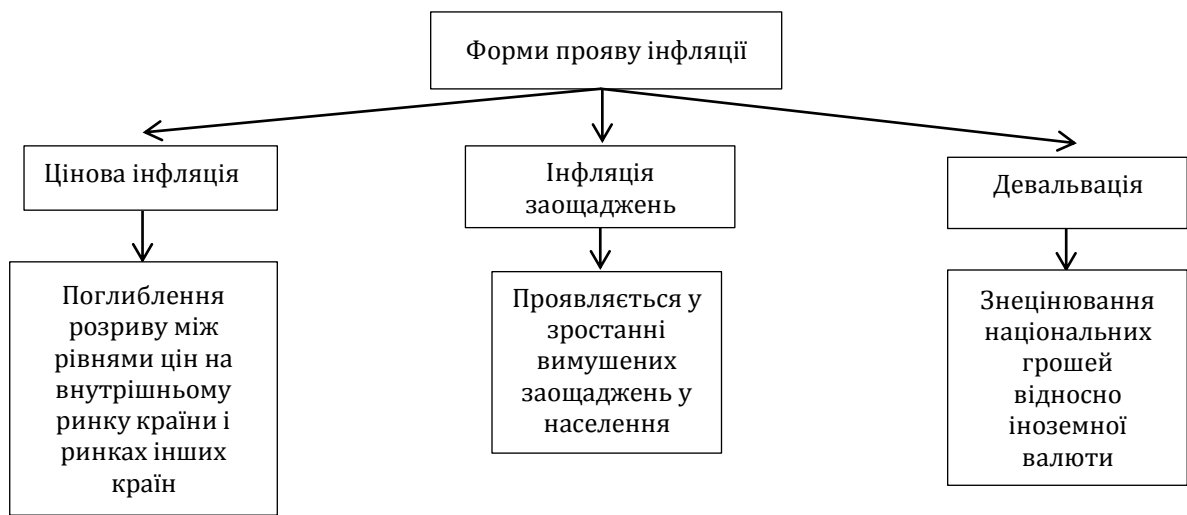 Форми прояву інфляції
Цінова інфляція
Інфляція
заощаджень
Девальвація
Поглиблення
розриву між
рівнями цін на
внутрішньому
ринку країни і
ринках інших
країн
Проявляється у
зростанні
вимушених
заощаджень у
населення
Знецінювання
національних
грошей
відносно
іноземної
валюти